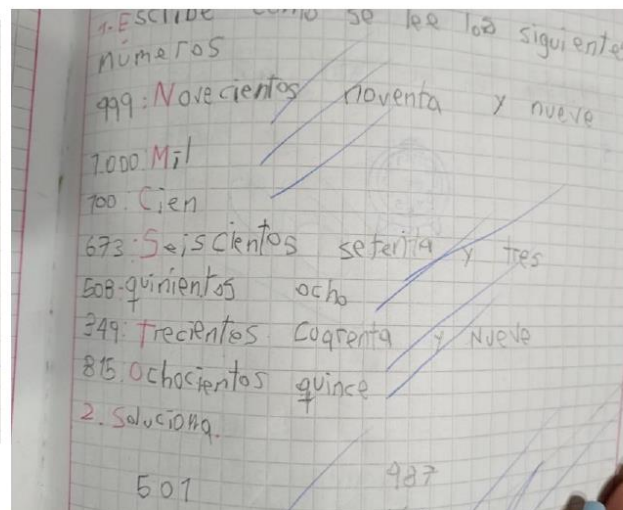 1. Escribe como se lee los siguiente
números
999: Novecientos noventa y nueve
1.000: Mil
100: Cien
673: Seiscientos setenta y tres
508: quinientos ocho
349: Trecientos coarenta y Nueve
815. Ochocientos quince
2. Soluciona.
501 487